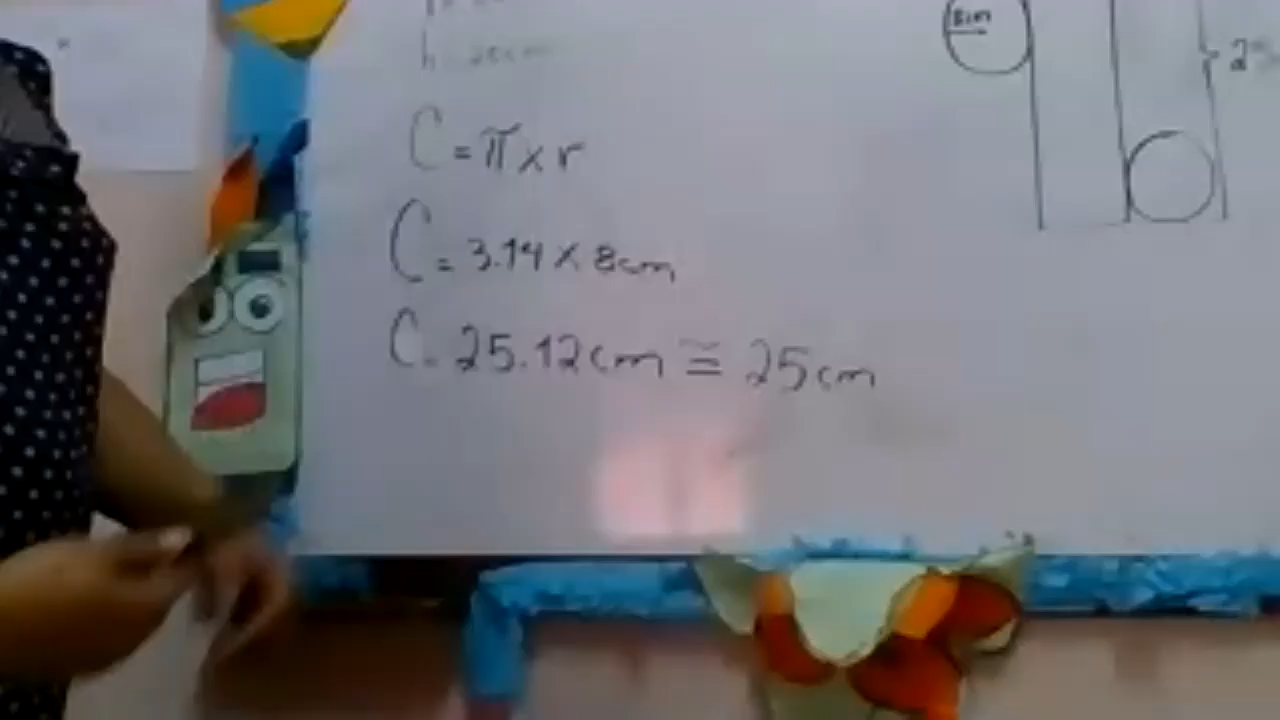 8cm
C = π x r
C = 3.14 x 8cm
C = 25.12cm ≅ 25cm